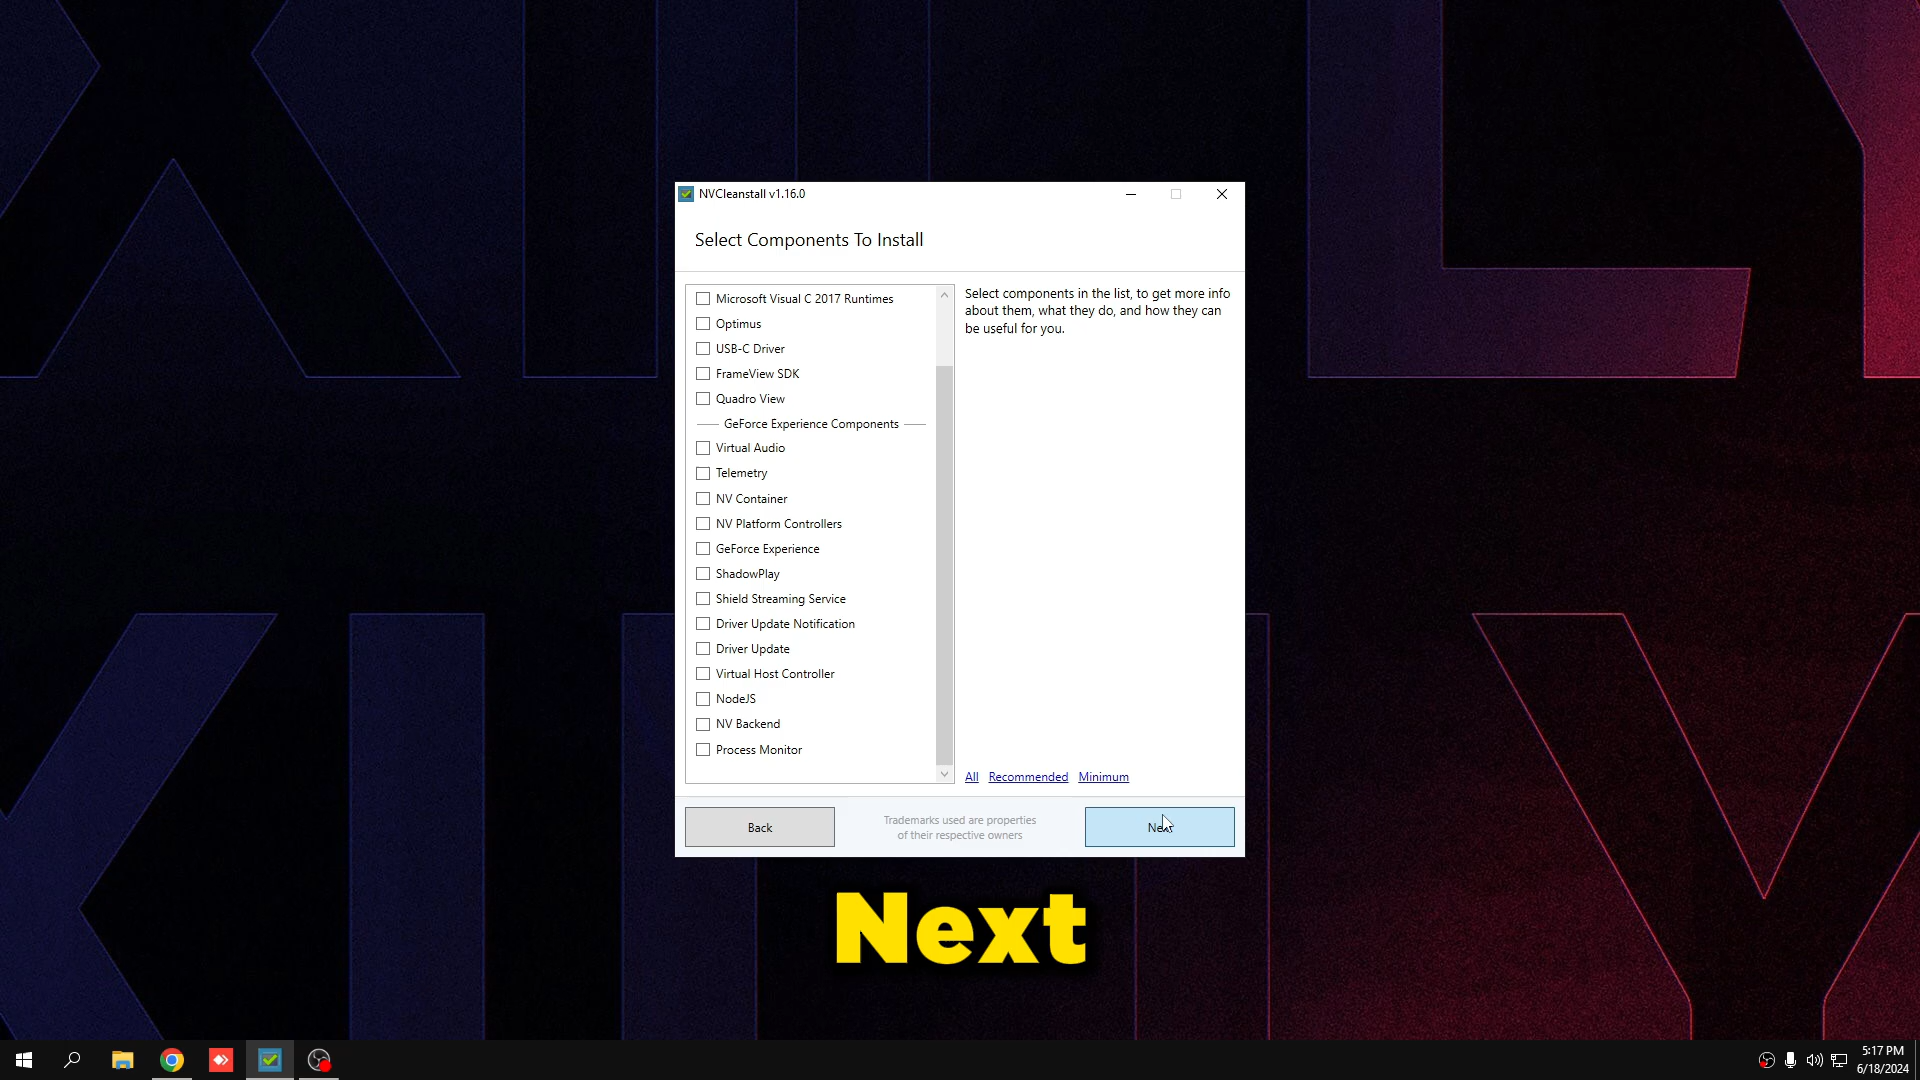 NVCleanstall v1.16.0
Select Components To Install
Microsoft Visual C 2017 Runtimes
Optimus
USB-C Driver
FrameView SDK
Quadro View
GeForce Experience Components
Virtual Audio
Telemetry
NV Container
NV Platform Controllers
GeForce Experience
ShadowPlay
Shield Streaming Service
Driver Update Notification
Driver Update
Virtual Host Controller
NodeJS
NV Backend
Process Monitor
Select components in the list, to get more info
about them, what they do, and how they can
be useful for you.
All Recommended Minimum
Back
Trademarks used are properties
of their respective owners
Next
Next
5:17 PM
6/18/2024